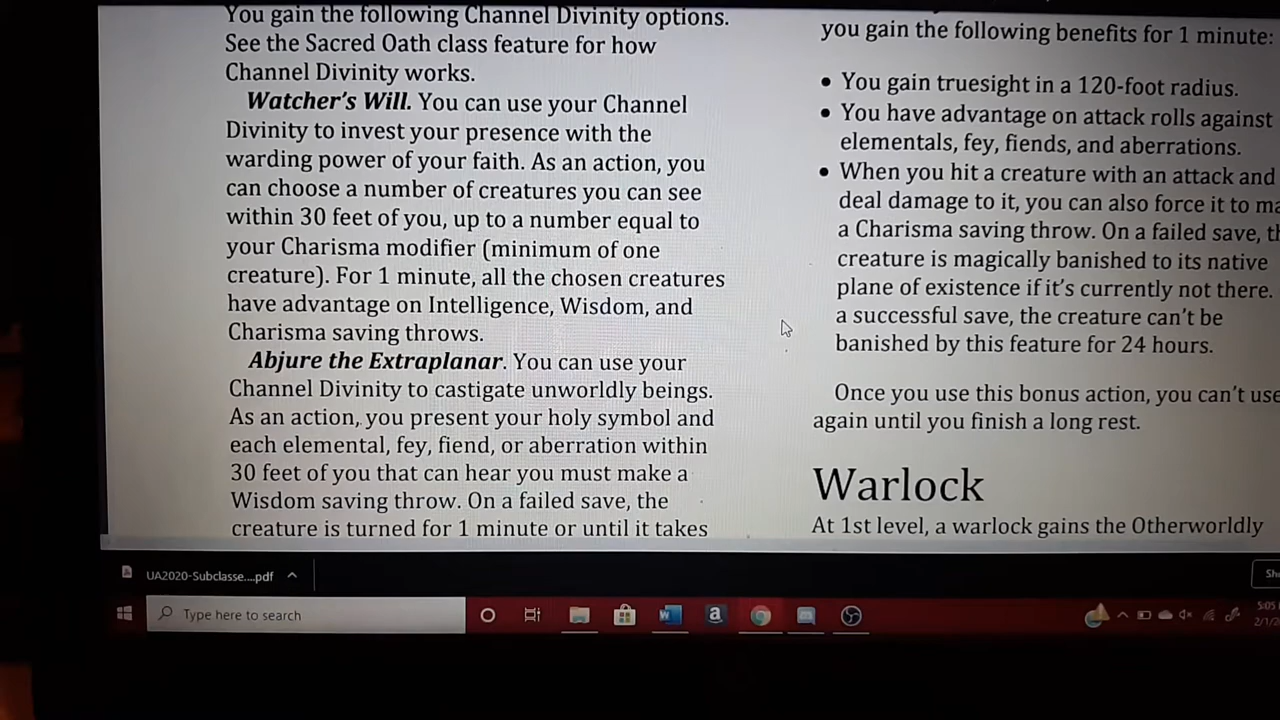 You gain the following Channel Divinity options.
See the Sacred Oath class feature for how
Channel Divinity works.
Watcher's Will. You can use your Channel
Divinity to invest your presence with the
warding power of your faith. As an action, you
can choose a number of creatures you can see
within 30 feet of you, up to a number equal to
your Charisma modifier (minimum of one
creature). For 1 minute, all the chosen creatures
have advantage on Intelligence, Wisdom, and
Charisma saving throws.
Abjure the Extraplanar. You can use your
Channel Divinity to castigate unworldly beings.
As an action, you present your holy symbol and
each elemental, fey, fiend, or aberration within
30 feet of you that can hear you must make a
Wisdom saving throw. On a failed save, the
creature is turned for 1 minute or until it takes
you gain the following benefits for 1 minute:
• You gain truesight in a 120-foot radius.
• You have advantage on attack rolls against
elementals, fey, fiends, and aberrations.
• When you hit a creature with an attack and
deal damage to it, you can also force it to ma
a Charisma saving throw. On a failed save, th
creature is magically banished to its native
plane of existence if it's currently not there.
a successful save, the creature can't be
banished by this feature for 24 hours.
Once you use this bonus action, you can't use
again until you finish a long rest.
Warlock
At 1st level, a warlock gains the Otherworldly
UA2020-Subclasse....pdf
Sh
Type here to search
5:05
2/1/2